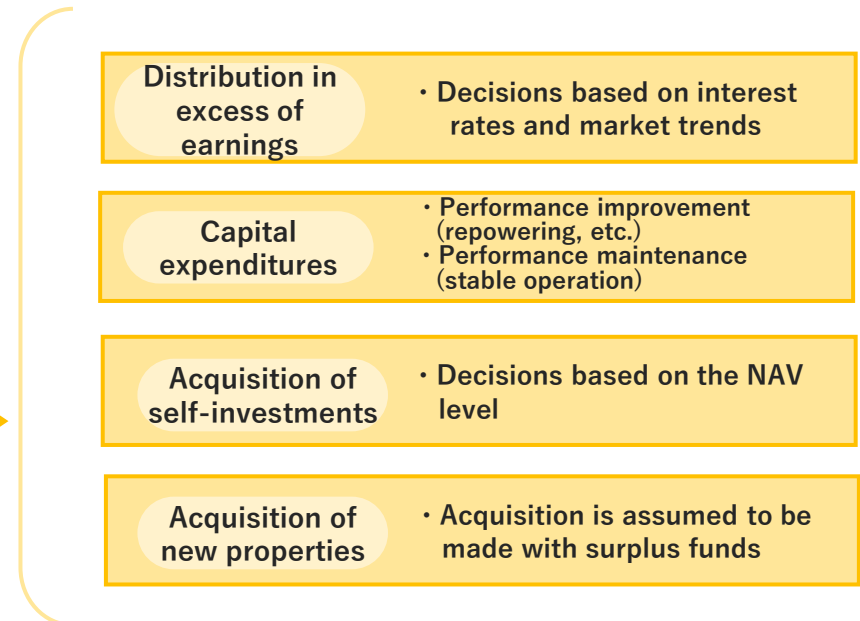 Distribution in
excess of
earnings
・Decisions based on interest
rates and market trends
Capital
expenditures
・Performance improvement
(repowering, etc.)
・Performance maintenance
(stable operation)
Acquisition of
self-investments
・Decisions based on the NAV
level
Acquisition of
new properties
・Acquisition is assumed to be
made with surplus funds